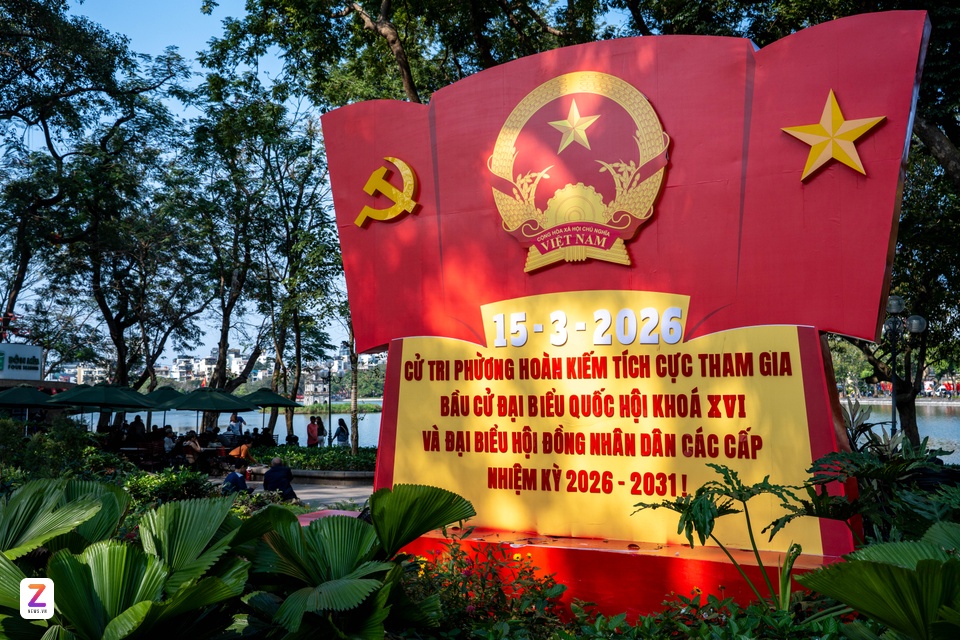 CỘNG HÒA XÃ HỘI CHỦ NGHĨA
VIỆT NAM
15-3-2026
CỬ TRI PHƯỜNG HOÀN KIẾM TÍCH CỰC THAM GIA
BẦU CỬ ĐẠI BIỂU QUỐC HỘI KHOÁ XVI
VÀ ĐẠI BIỂU HỘI ĐỒNG NHÂN DÂN CÁC CẤP
NHIỆM KỲ 2026 - 2031!
Z
NEWS.VN